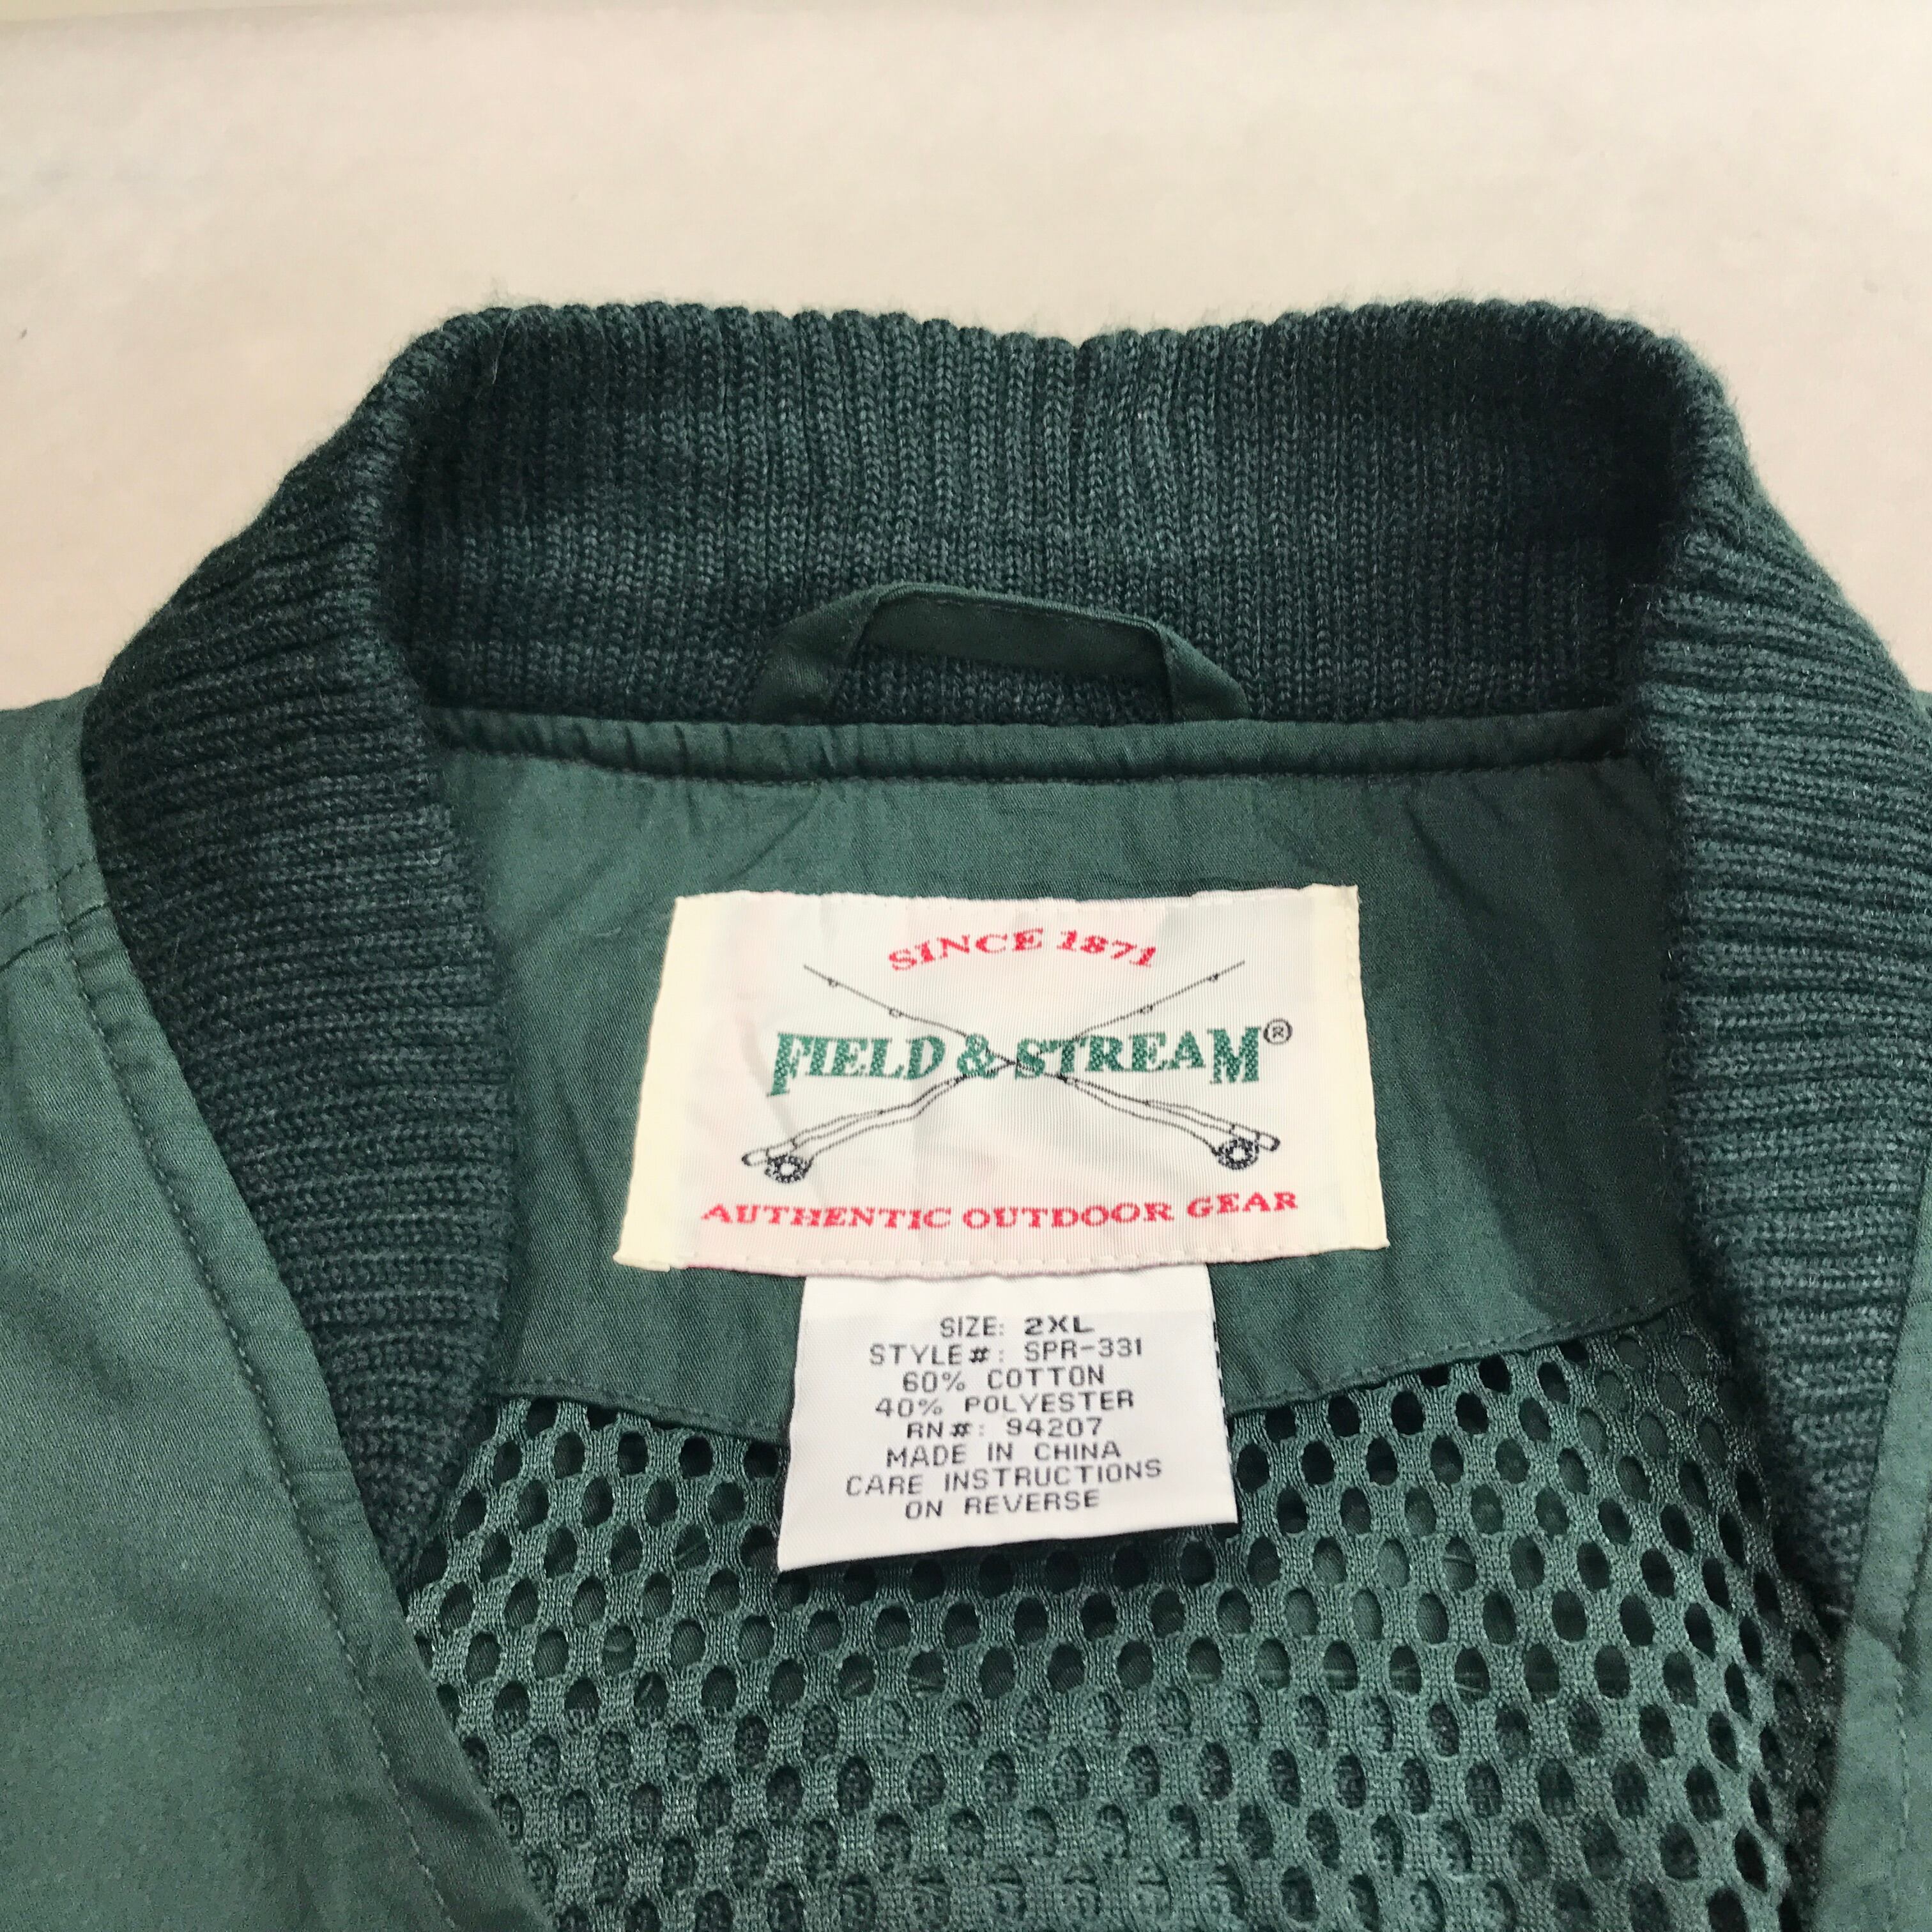 SINCE 1871
FIELD & STREAM®
AUTHENTIC OUTDOOR GEAR
SIZE: 2XL
STYLE#: SPR-331
60% COTTON
40% POLYESTER
RN#: 94207
MADE IN CHINA
CARE INSTRUCTIONS
ON REVERSE